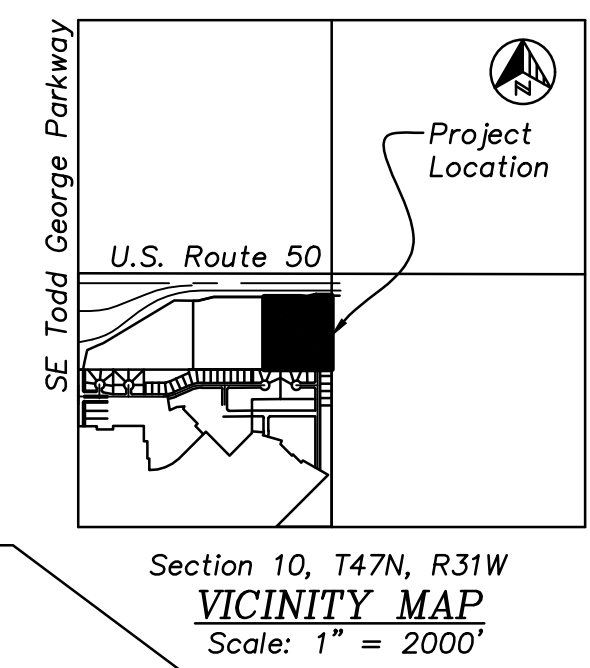 SE Todd George Parkway
N
Project
Location
U.S. Route 50
Section 10, T47N, R31W
VICINITY MAP
Scale: 1" = 2000'